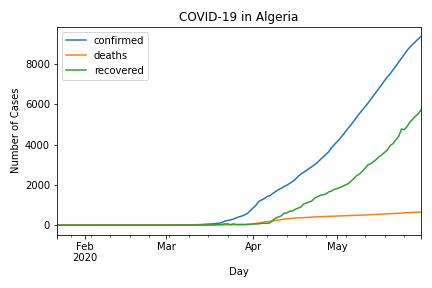 COVID-19 in Algeria
confirmed
deaths
recovered
Number of Cases
8000
6000
4000
2000
0
Feb
2020
Mar
Apr
May
Day